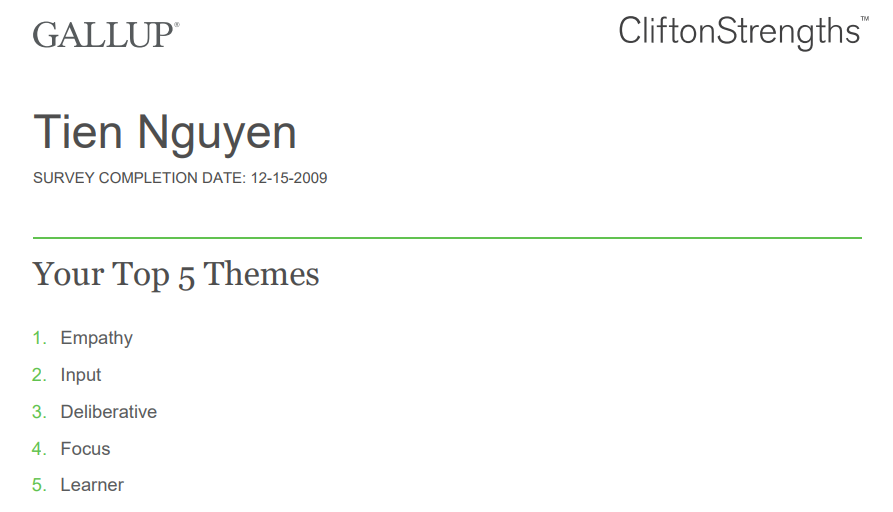 GALLUP®
CliftonStrengths™
Tien Nguyen
SURVEY COMPLETION DATE: 12-15-2009
Your Top 5 Themes
1. Empathy
2. Input
3. Deliberative
4. Focus
5. Learner